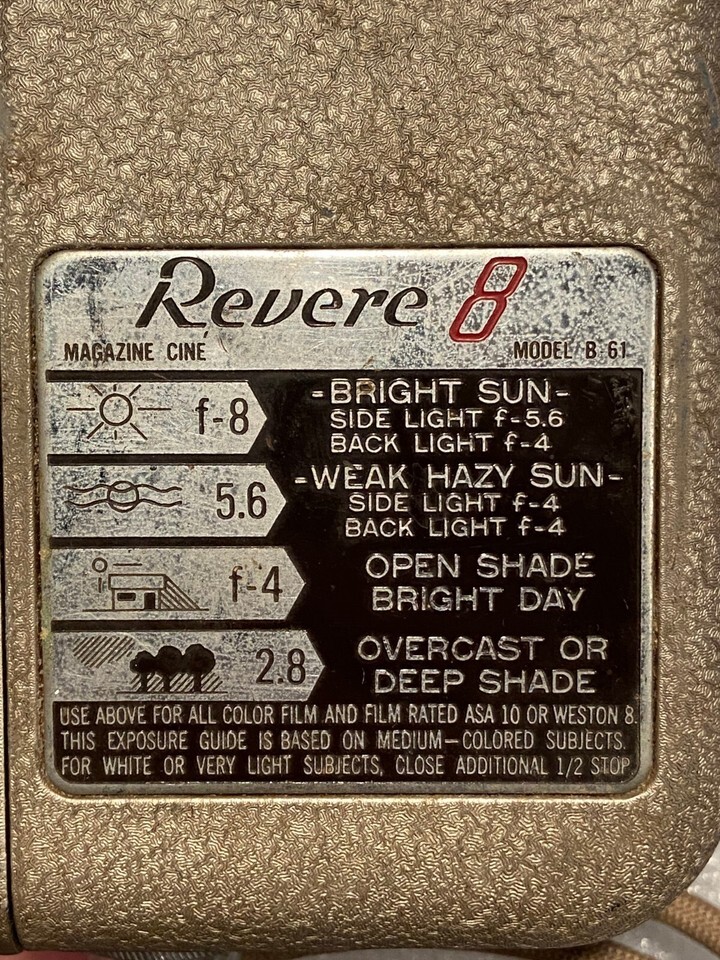 Revere 8
MAGAZINE CINÉ MODEL B-61
f-8 -BRIGHT SUN-
SIDE LIGHT f-5.6
BACK LIGHT f-4
5.6 -WEAK HAZY SUN-
SIDE LIGHT f-4
BACK LIGHT f-4
f-4 OPEN SHADE
BRIGHT DAY
2.8 OVERCAST OR
DEEP SHADE
USE ABOVE FOR ALL COLOR FILM AND FILM RATED ASA 10 OR WESTON 8.
THIS EXPOSURE GUIDE IS BASED ON MEDIUM—COLORED SUBJECTS.
FOR WHITE OR VERY LIGHT SUBJECTS, CLOSE ADDITIONAL 1/2 STOP